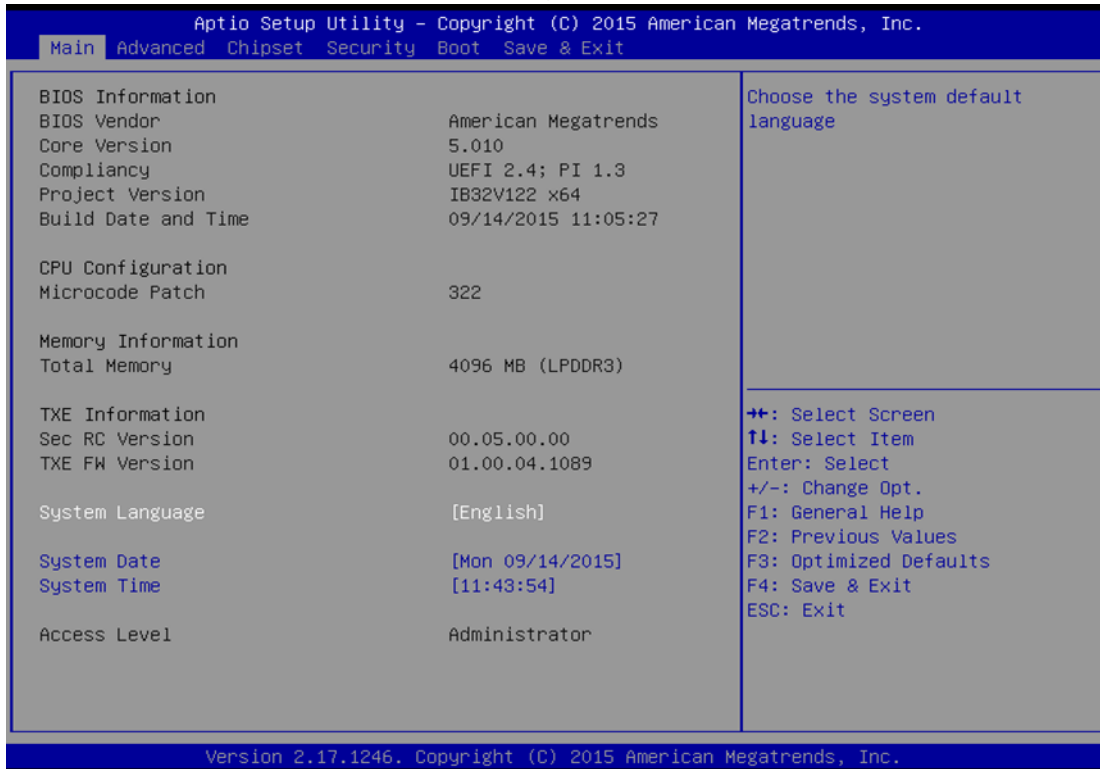 Aptio Setup Utility – Copyright (C) 2015 American Megatrends, Inc.
Main Advanced Chipset Security Boot Save & Exit
BIOS Information
BIOS Vendor American Megatrends
Core Version 5.010
Compliancy UEFI 2.4; PI 1.3
Project Version IB32V122 x64
Build Date and Time 09/14/2015 11:05:27
CPU Configuration
Microcode Patch 322
Memory Information
Total Memory 4096 MB (LPDDR3)
TXE Information
Sec RC Version 00.05.00.00
TXE FW Version 01.00.04.1089
System Language [English]
System Date [Mon 09/14/2015]
System Time [11:43:54]
Access Level Administrator
Choose the system default
language
→←: Select Screen
↑↓: Select Item
Enter: Select
+/-: Change Opt.
F1: General Help
F2: Previous Values
F3: Optimized Defaults
F4: Save & Exit
ESC: Exit
Version 2.17.1246. Copyright (C) 2015 American Megatrends, Inc.